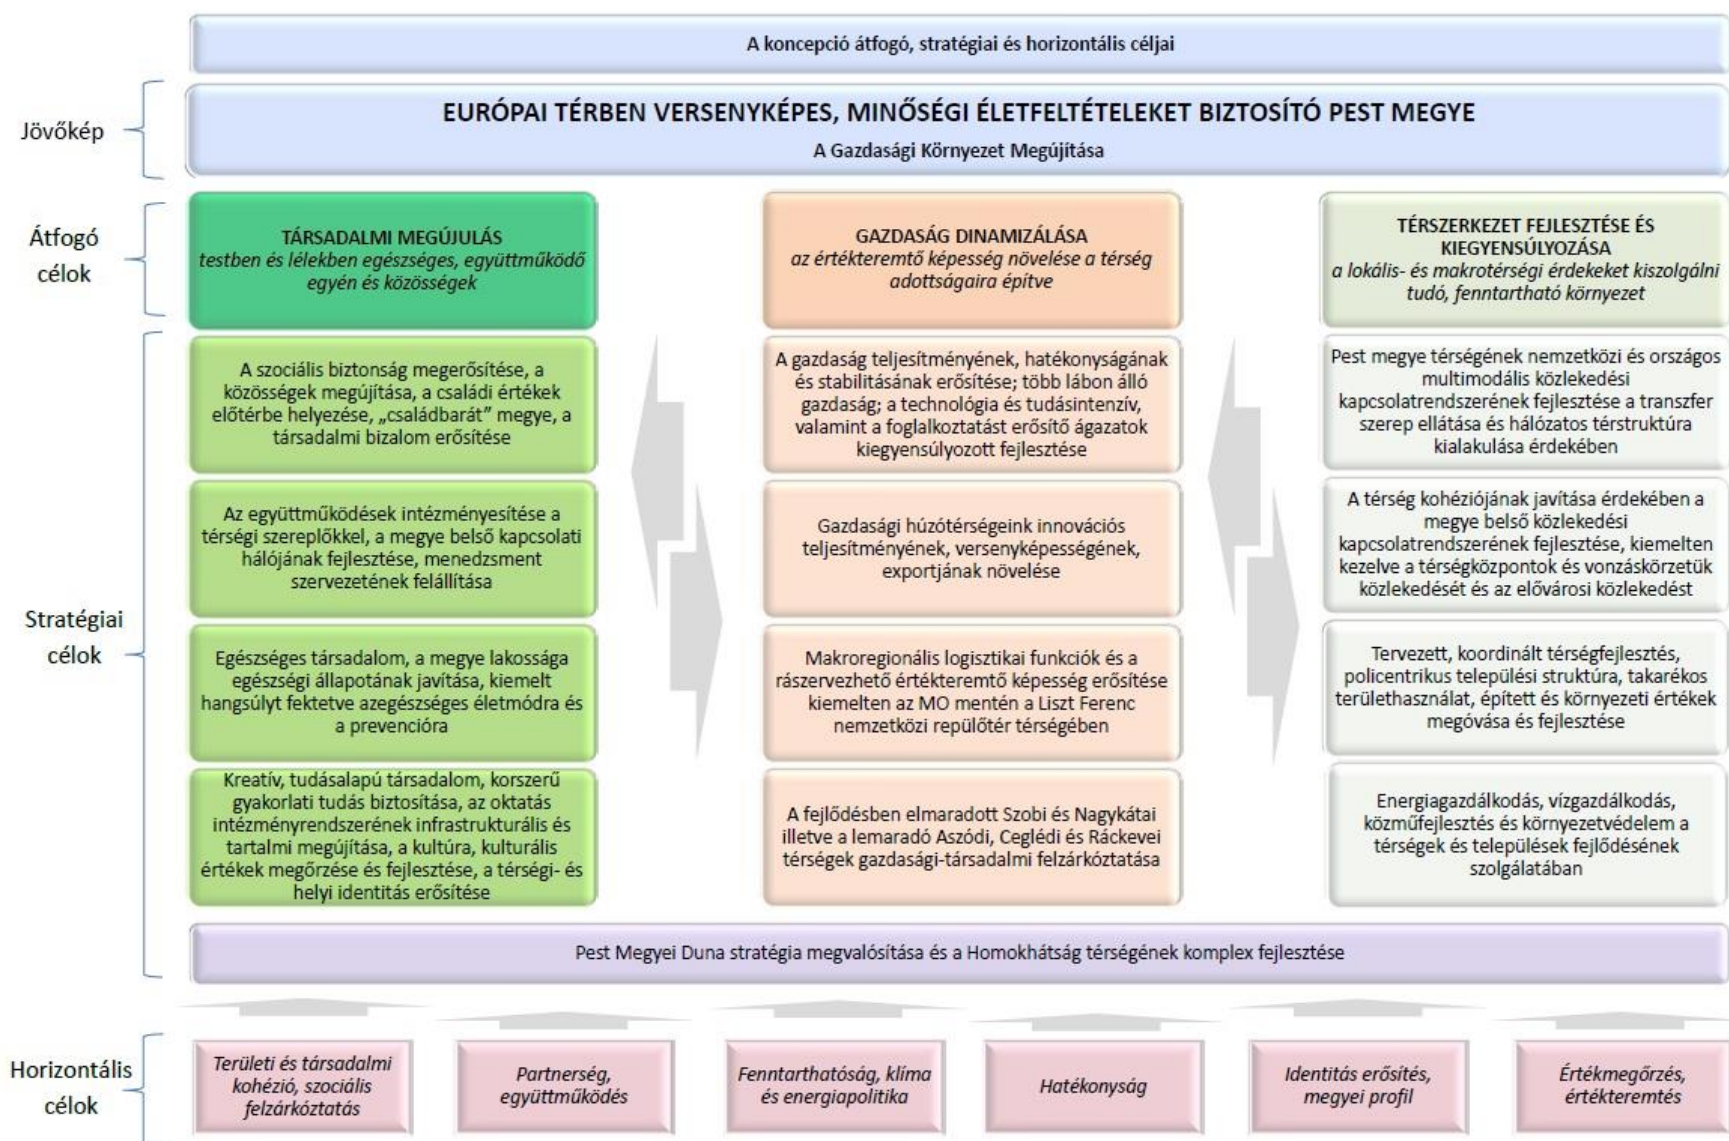 A koncepció átfogó, stratégiai és horizontális céljai
Jövőkép
EURÓPAI TÉRBEN VERSENYKÉPES, MINŐSÉGI ÉLETFELTÉTELEKET BIZTOSÍTÓ PEST MEGYE
A Gazdasági Környezet Megújítása
Átfogó
célok
TÁRSADALMI MEGÚJULÁS
testben és lélekben egészséges, együttműködő
egyén és közösségek
GAZDASÁG DINAMIZÁLÁSA
az értékteremtő képesség növelése a térség
adottságaira építve
TÉRSZERKEZET FEJLESZTÉSE ÉS
KIEGYENSÚLYOZÁSA
a lokális- és makrotérségi érdekeket kiszolgálni
tudó, fenntartható környezet
Stratégiai
célok
A szociális biztonság megerősítése, a
közösségek megújítása, a családi értékek
előtérbe helyezése, „családbarát” megye, a
társadalmi bizalom erősítése
A gazdaság teljesítményének, hatékonyságának
és stabilitásának erősítése; több lábon álló
gazdaság; a technológia és tudásintenzív,
valamint a foglalkoztatást erősítő ágazatok
kiegyensúlyozott fejlesztése
Pest megye térségének nemzetközi és országos
multimodális közlekedési
kapcsolatrendszerének fejlesztése a transzfer
szerep ellátása és hálózatos térstruktúra
kialakulása érdekében
Az együttműködések intézményesítése a
térségi szereplőkkel, a megye belső kapcsolati
hálójának fejlesztése, menedzsment
szervezetének felállítása
Gazdasági húzótérségeink innovációs
teljesítményének, versenyképességének,
exportjának növelése
A térség kohéziójának javítása érdekében a
megye belső közlekedési
kapcsolatrendszerének fejlesztése, kiemelten
kezelve a térségközpontok és vonzáskörzetük
közlekedését és az elővárosi közlekedést
Egészséges társadalom, a megye lakossága
egészségi állapotának javítása, kiemelt
hangsúlyt fektetve azegészséges életmódra és
a prevencióra
Makroregionális logisztikai funkciók és a
rászervezhető értékteremtő képesség erősítése
kiemelten az MO mentén a Liszt Ferenc
nemzetközi repülőtér térségében
Tervezett, koordinált térségfejlesztés,
policentrikus települési struktúra, takarékos
területhasználat, épített és környezeti értékek
megóvása és fejlesztése
Kreatív, tudásalapú társadalom, korszerű
gyakorlati tudás biztosítása, az oktatás
intézményrendszerének infrastrukturális és
tartalmi megújítása, a kultúra, kulturális
értékek megőrzése és fejlesztése, a térségi- és
helyi identitás erősítése
A fejlődésben elmaradott Szobi és Nagykátai
illetve a lemaradó Aszódi, Ceglédi és Ráckevei
térségek gazdasági-társadalmi felzárkóztatása
Energiagazdálkodás, vízgazdálkodás,
közműfejlesztés és környezetvédelem a
térségek és települések fejlődésének
szolgálatában
Pest Megyei Duna stratégia megvalósítása és a Homokhátság térségének komplex fejlesztése
Horizontális
célok
Területi és társadalmi
kohézió, szociális
felzárkóztatás
Partnerség,
együttműködés
Fenntarthatóság, klíma
és energiapolitika
Hatékonyság
Identitás erősítés,
megyei profil
Értékmegőrzés,
értékteremtés